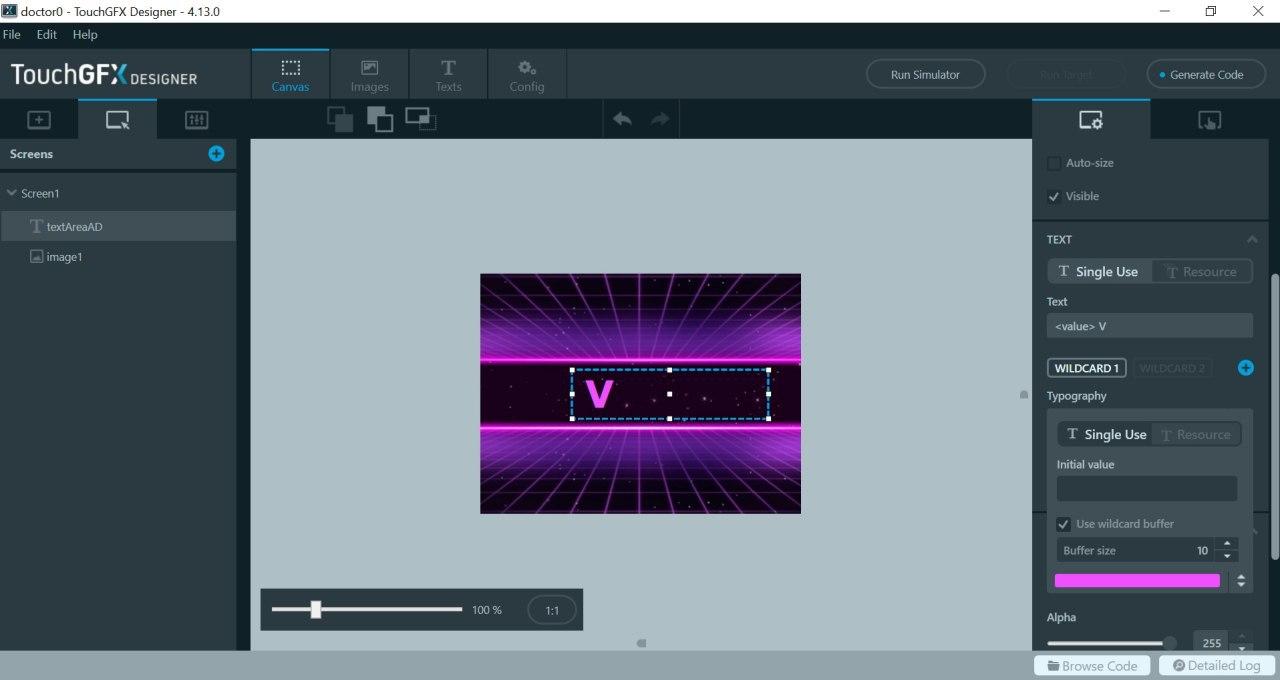 doctor0 - TouchGFX Designer - 4.13.0
File Edit Help
TouchGFX DESIGNER
Canvas
Images
Texts
Config
Run Simulator
Run Target
Generate Code
Screens
Screen1
textAreaAD
image1
V
100 %
1:1
Auto-size
Visible
TEXT
Single Use
Resource
Text
<value> V
WILDCARD 1
WILDCARD 2
Typography
Single Use
Resource
Initial value
Use wildcard buffer
Buffer size 10
Alpha
255
Browse Code
Detailed Log